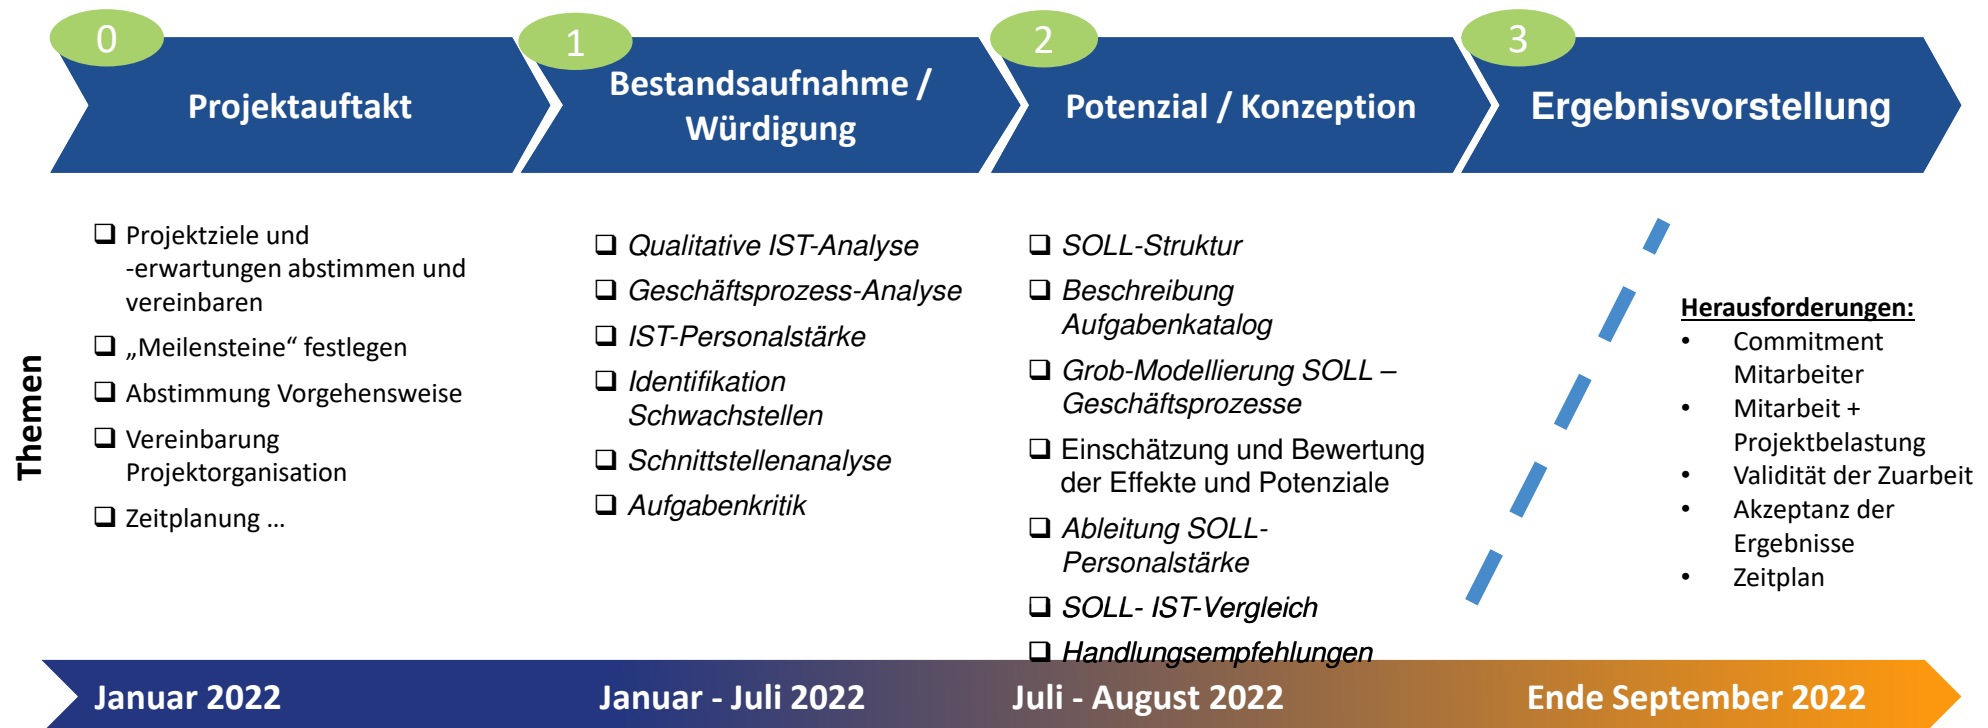 0
Projektauftakt
1
Bestandsaufnahme /
Würdigung
2
Potenzial / Konzeption
3
Ergebnisvorstellung
Themen
❑ Projektziele und
-erwartungen abstimmen und
vereinbaren
❑ „Meilensteine“ festlegen
❑ Abstimmung Vorgehensweise
❑ Vereinbarung
Projektorganisation
❑ Zeitplanung ...
❑ Qualitative IST-Analyse
❑ Geschäftsprozess-Analyse
❑ IST-Personalstärke
❑ Identifikation
Schwachstellen
❑ Schnittstellenanalyse
❑ Aufgabenkritik
❑ SOLL-Struktur
❑ Beschreibung
Aufgabenkatalog
❑ Grob-Modellierung SOLL –
Geschäftsprozesse
❑ Einschätzung und Bewertung
der Effekte und Potenziale
❑ Ableitung SOLL-
Personalstärke
❑ SOLL- IST-Vergleich
❑ Handlungsempfehlungen
Herausforderungen:
• Commitment
Mitarbeiter
• Mitarbeit +
Projektbelastung
• Validität der Zuarbeit
• Akzeptanz der
Ergebnisse
• Zeitplan
Januar 2022
Januar - Juli 2022
Juli - August 2022
Ende September 2022